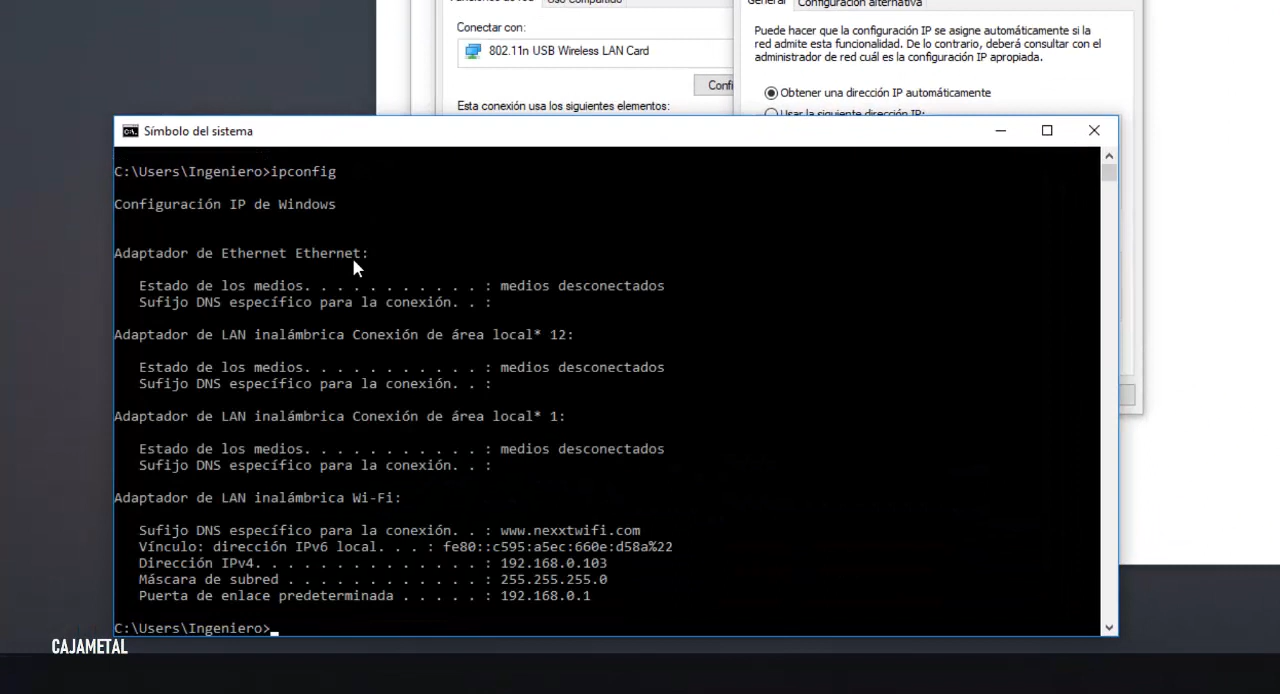 Uso compartido
General
Configuración alternativa
Conectar con:
802.11n USB Wireless LAN Card
Confi
Esta conexión usa los siguientes elementos:
Puede hacer que la configuración IP se asigne automáticamente si la
red admite esta funcionalidad. De lo contrario, deberá consultar con el
administrador de red cuál es la configuración IP apropiada.
Obtener una dirección IP automáticamente
Usar la siguiente dirección IP:
Símbolo del sistema
C:\Users\Ingeniero>ipconfig
Configuración IP de Windows
Adaptador de Ethernet Ethernet:
Estado de los medios. . . . . . . . . . . : medios desconectados
Sufijo DNS específico para la conexión. . :
Adaptador de LAN inalámbrica Conexión de área local* 12:
Estado de los medios. . . . . . . . . . . : medios desconectados
Sufijo DNS específico para la conexión. . :
Adaptador de LAN inalámbrica Conexión de área local* 1:
Estado de los medios. . . . . . . . . . . : medios desconectados
Sufijo DNS específico para la conexión. . :
Adaptador de LAN inalámbrica Wi-Fi:
Sufijo DNS específico para la conexión. . : www.nexxtwifi.com
Vínculo: dirección IPv6 local. . . : fe80::c595:a5ec:660e:d58a%22
Dirección IPv4. . . . . . . . . . . . . . : 192.168.0.103
Máscara de subred . . . . . . . . . . . . : 255.255.255.0
Puerta de enlace predeterminada . . . . . : 192.168.0.1
C:\Users\Ingeniero>
CAJAMETAL